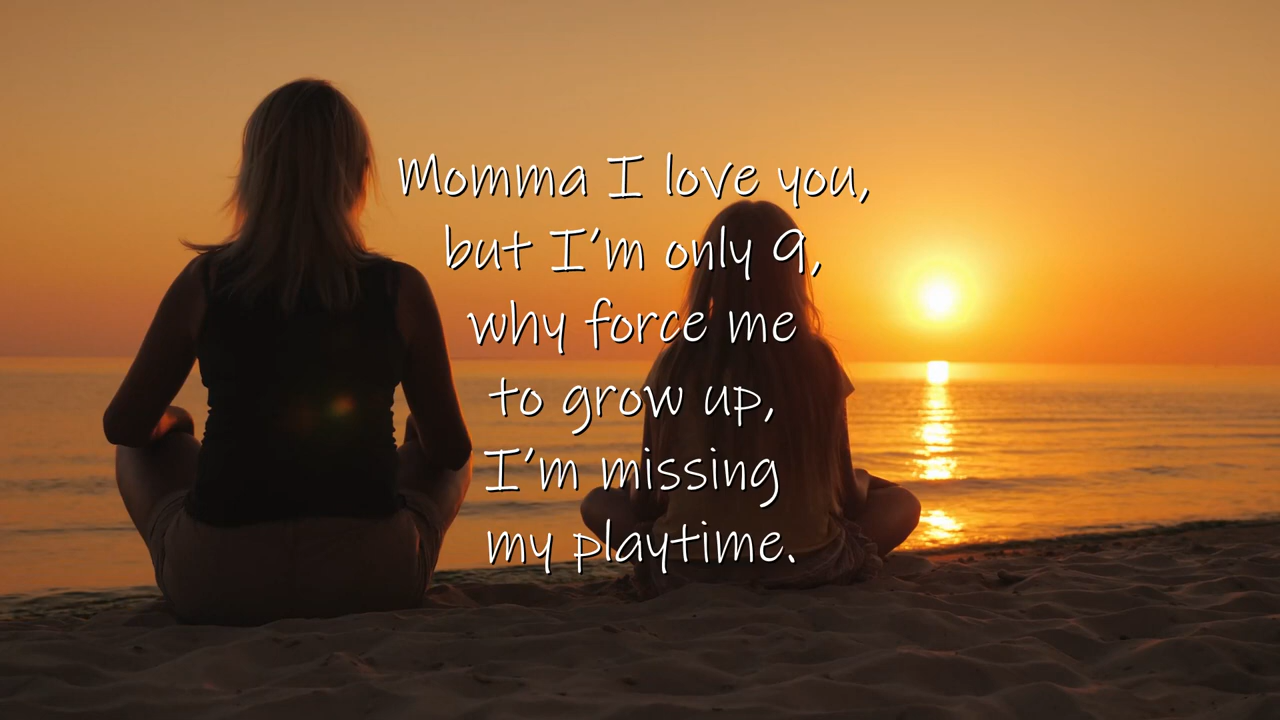 Momma I love you,
but I'm only 9,
why force me
to grow up,
I'm missing
my playtime.